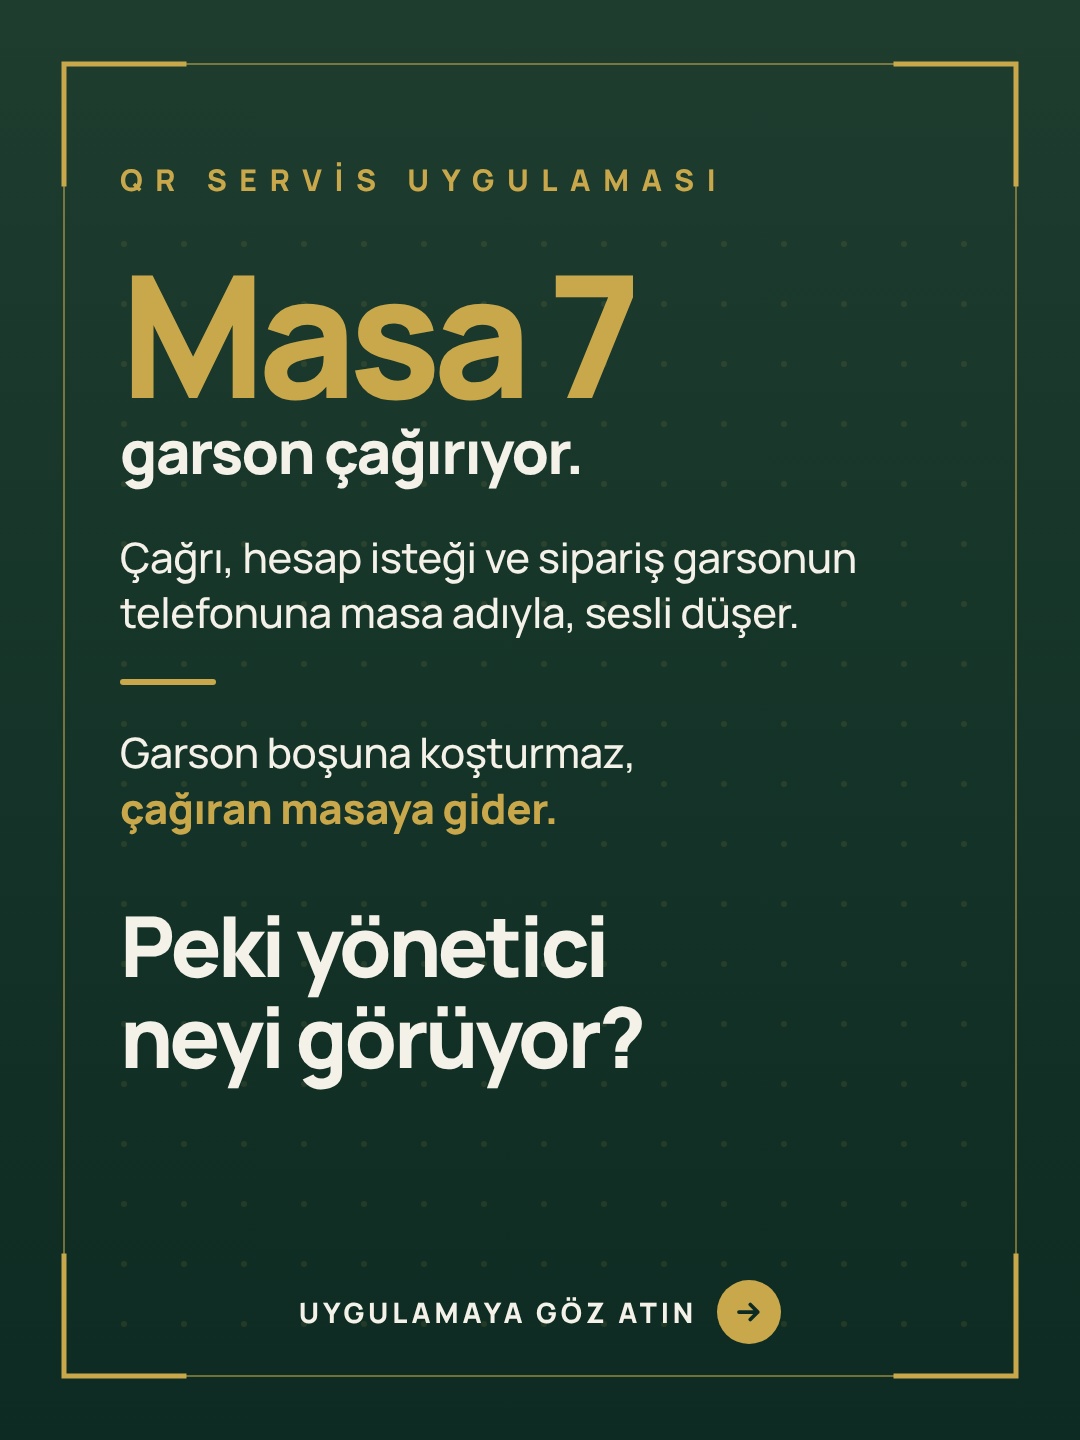 QR SERVİS UYGULAMASI
Masa 7
garson çağırıyor.
Çağrı, hesap isteği ve sipariş garsonun
telefonuna masa adıyla, sesli düşer.
Garson boşuna koşturmaz,
çağıran masaya gider.
Peki yönetici
neyi görüyor?
UYGULAMAYA GÖZ ATIN